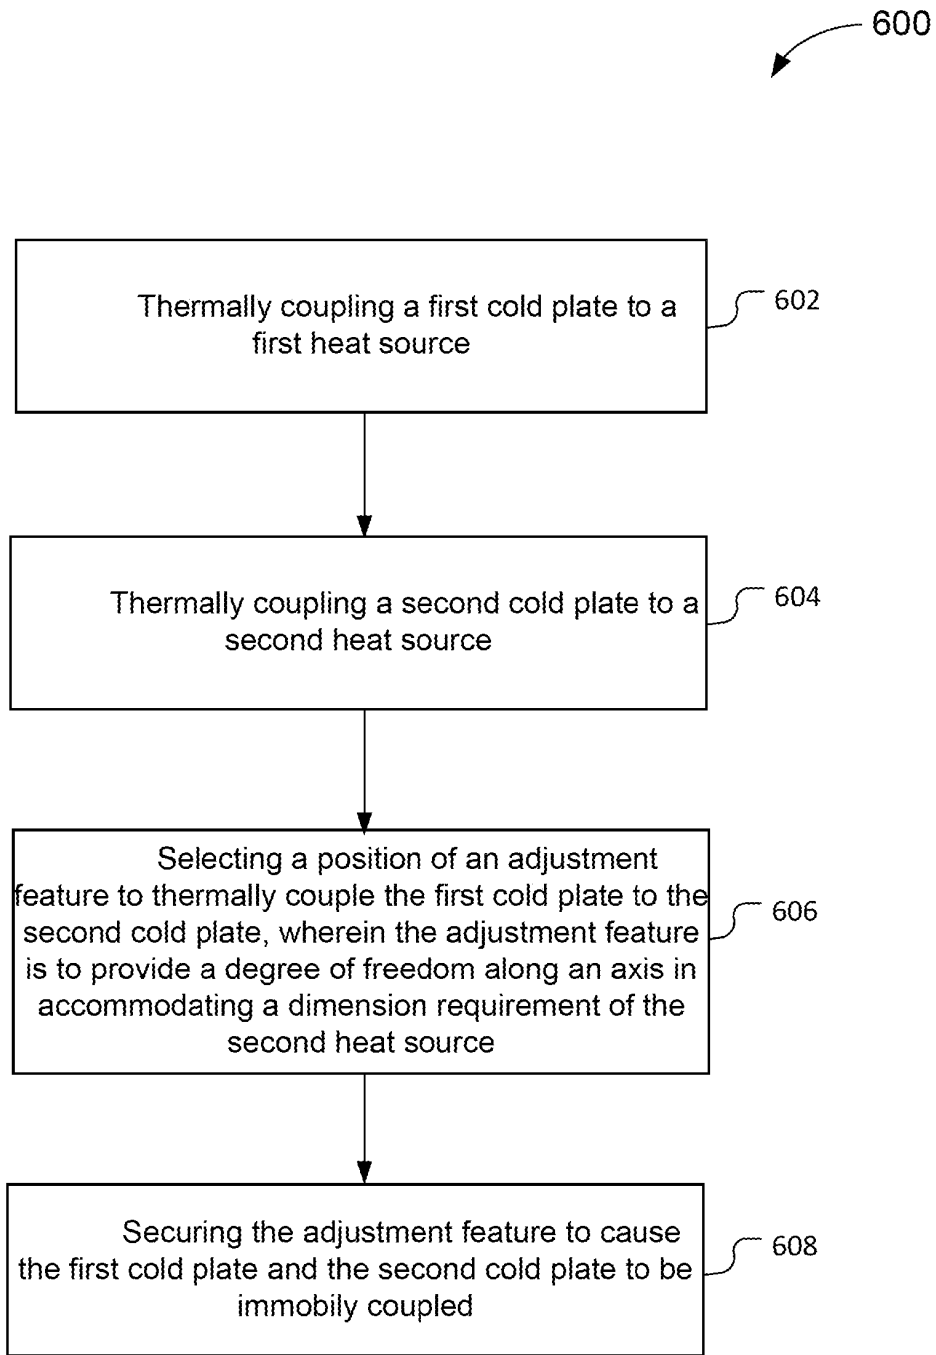 600
Thermally coupling a first cold plate to a
first heat source
602
Thermally coupling a second cold plate to a
second heat source
604
Selecting a position of an adjustment
feature to thermally couple the first cold plate to the
second cold plate, wherein the adjustment feature
is to provide a degree of freedom along an axis in
accommodating a dimension requirement of the
second heat source
606
Securing the adjustment feature to cause
the first cold plate and the second cold plate to be
immobily coupled
608